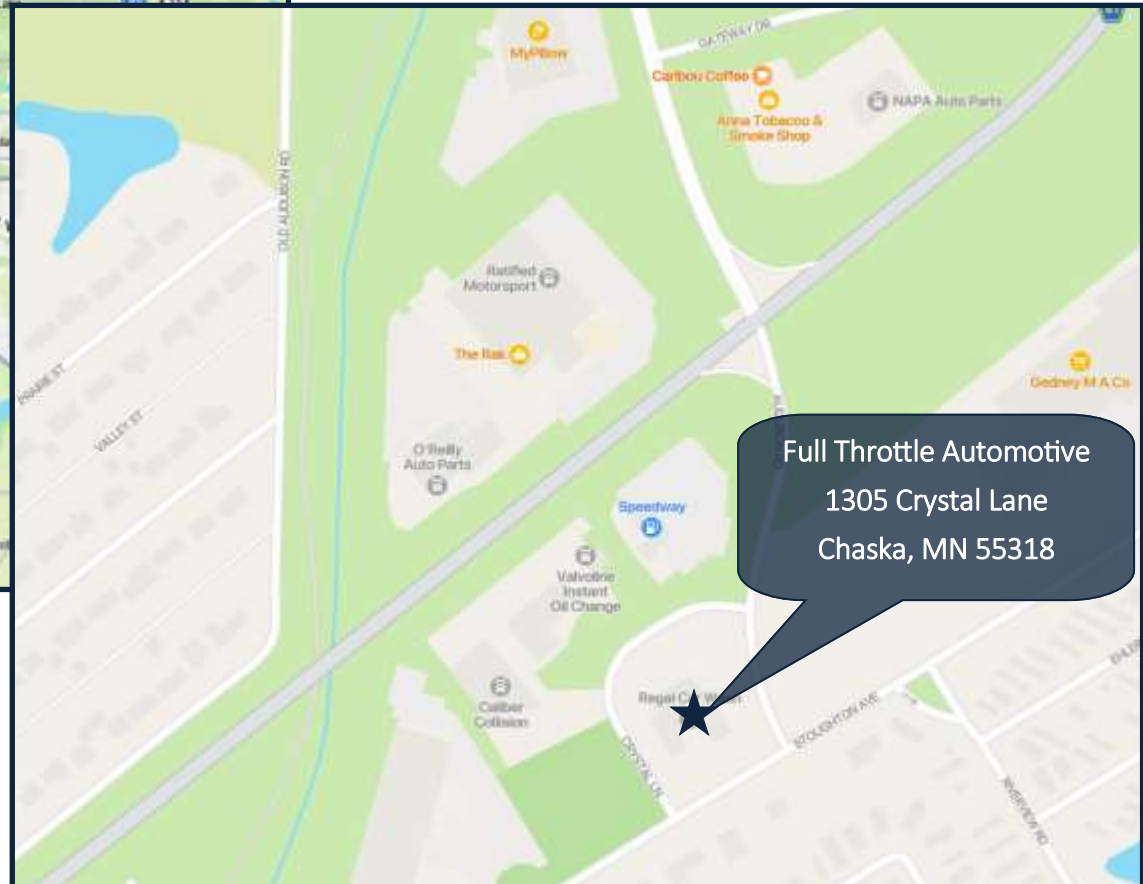 MyPillow
GATEWAY DR
Caribou Coffee
Anna Tobacco &
Smoke Shop
NAPA Auto Parts
OLD AUDUBON RD
Ratified
Motorsport
The Rak
Gedney M A Co
PRAIRIE ST
VALLEY ST
O'Reilly
Auto Parts
Full Throttle Automotive
1305 Crystal Lane
Chaska, MN 55318
Speedway
Valvoline
Instant
Oil Change
Caliber
Collision
Regal Car
CRYSTAL LN
STOUGHTON AVE
RIVERVIEW RD